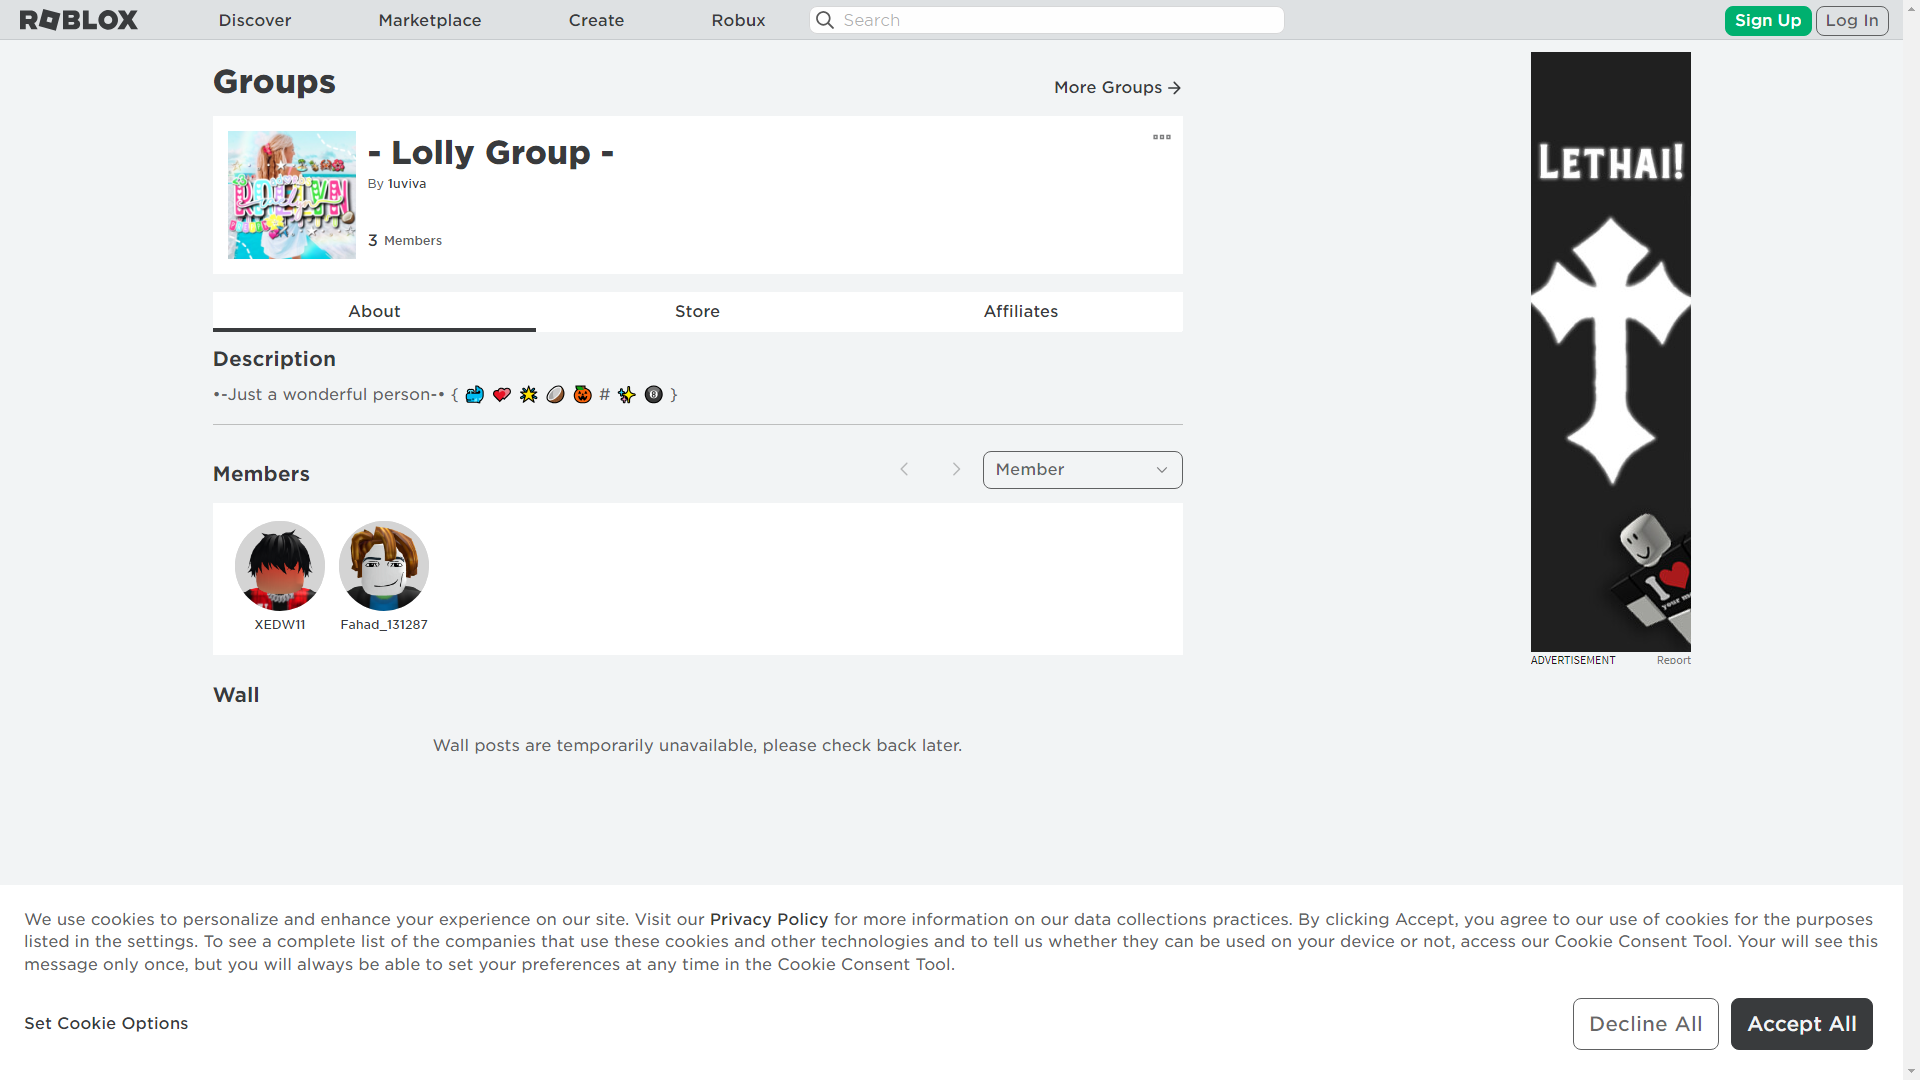 ROBLOX
Discover
Marketplace
Create
Robux
Search
Sign Up
Log In
Groups
More Groups
- Lolly Group -
By 1uviva
3 Members
About
Store
Affiliates
Description
•-Just a wonderful person-• { 🥶 💖 🌟 🥥 🎃 # ✨ 🎱 }
Members
Member
XEDW11
Fahad_131287
Wall
Wall posts are temporarily unavailable, please check back later.
LETHAI!
I
your
ADVERTISEMENT
Report
We use cookies to personalize and enhance your experience on our site. Visit our Privacy Policy for more information on our data collections practices. By clicking Accept, you agree to our use of cookies for the purposes
listed in the settings. To see a complete list of the companies that use these cookies and other technologies and to tell us whether they can be used on your device or not, access our Cookie Consent Tool. Your will see this
message only once, but you will always be able to set your preferences at any time in the Cookie Consent Tool.
Set Cookie Options
Decline All
Accept All